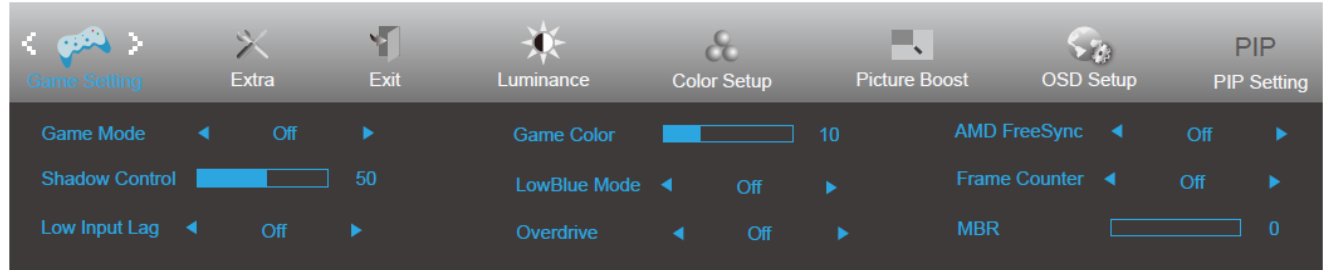 PIP
Game Setting Extra Exit Luminance Color Setup Picture Boost OSD Setup PIP Setting
Game Mode Off Game Color 10 AMD FreeSync Off
Shadow Control 50 LowBlue Mode Off Frame Counter Off
Low Input Lag Off Overdrive Off MBR 0